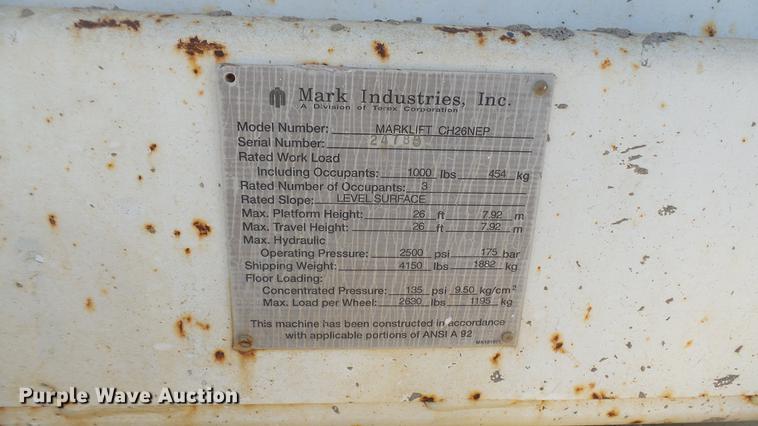 Mark Industries, Inc.
A Division of Terex Corporation
Model Number: MARKLIFT CH26NEP
Serial Number:
Rated Work Load
Including Occupants: 1000 lbs 454 kg
Rated Number of Occupants: 3
Rated Slope: LEVEL SURFACE
Max. Platform Height: 26 ft 7.92 m
Max. Travel Height: 26 ft 7.92 m
Max. Hydraulic
Operating Pressure: 2500 psi 175 bar
Shipping Weight: 4150 lbs 1882 kg
Floor Loading:
Concentrated Pressure: 135 psi 9.50 kg/cm²
Max. Load per Wheel: 2630 lbs 1195 kg
This machine has been constructed in accordance
with applicable portions of ANSI A 92
Purple Wave Auction